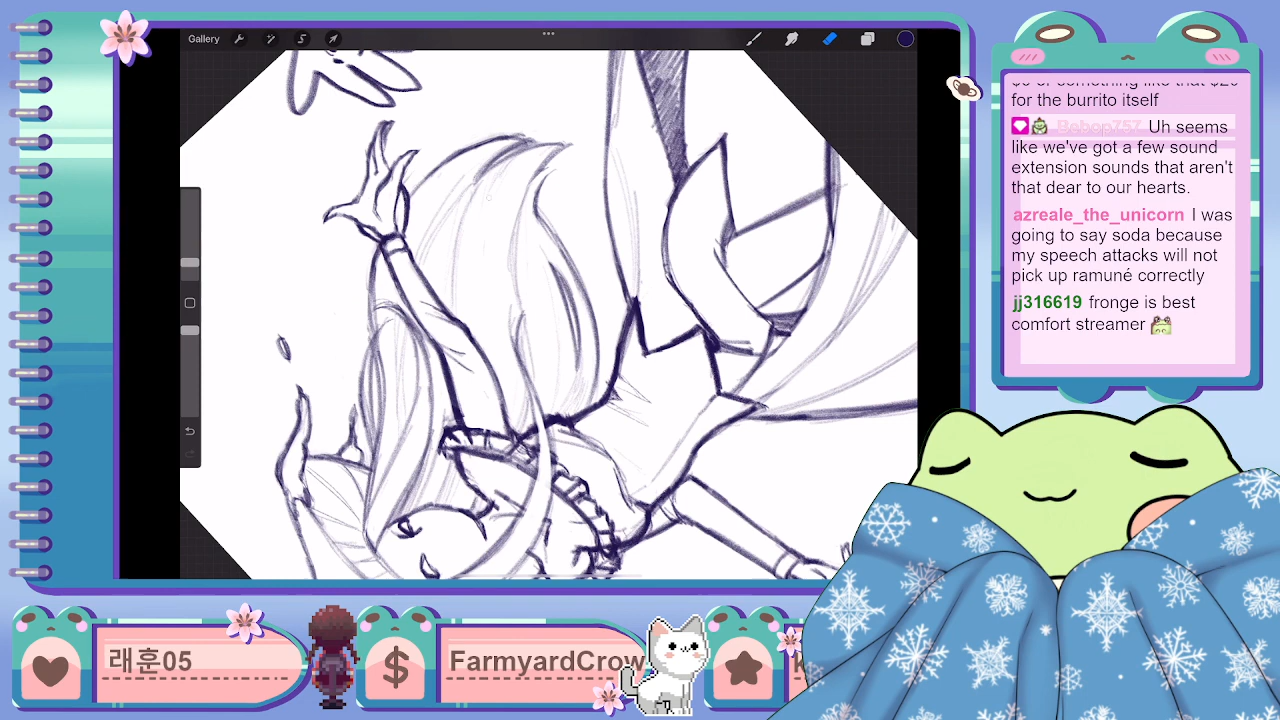 Gallery
for the burrito itself
Bebop757 Uh seems
like we've got a few sound
extension sounds that aren't
that dear to our hearts.
azreale_the_unicorn I was
going to say soda because
my speech attacks will not
pick up ramuné correctly
jj316619 fronge is best
comfort streamer
래훈05
$
FarmyardCrow